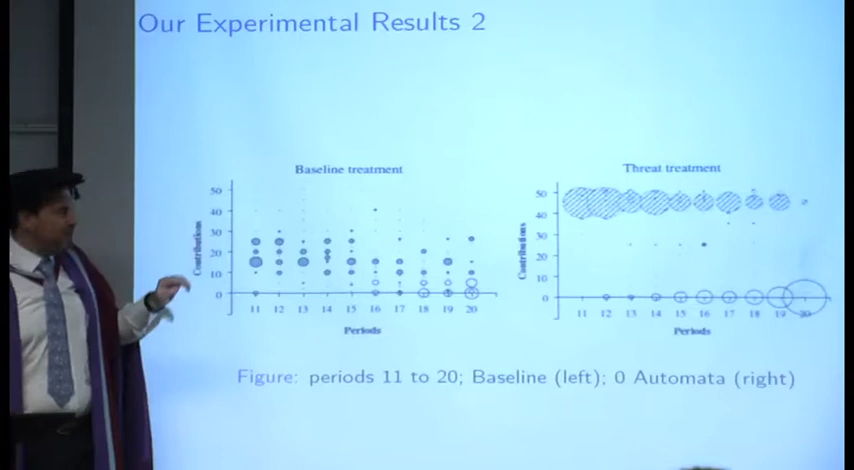 Our Experimental Results 2
Baseline treatment
Contributions
50
40
30
20
10
0
11 12 13 14 15 16 17 18 19 20
Periods
Threat treatment
Contributions
50
40
30
20
10
0
11 12 13 14 15 16 17 18 19 20
Periods
Figure: periods 11 to 20; Baseline (left); 0 Automata (right)